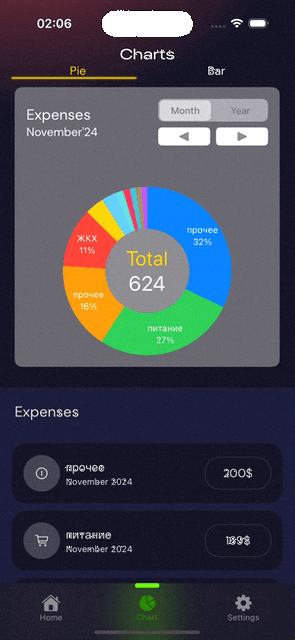 02:06
Charts
Pie
Bar
Expenses
November'24
Month
Year
прочее
32%
ЖКХ
11%
Total
624
прочее
16%
питание
27%
Expenses
прочее
November 2024
200$
питание
November 2024
Home
Chart
Settings